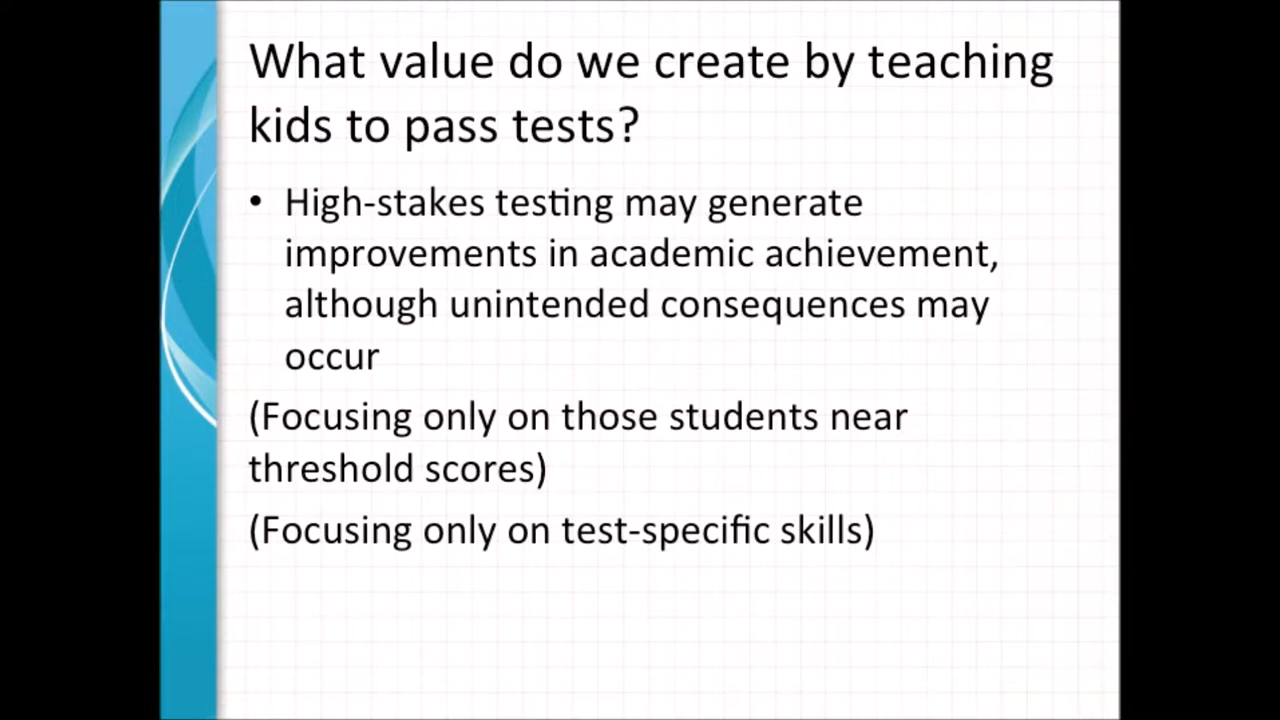 What value do we create by teaching
kids to pass tests?
• High-stakes testing may generate
improvements in academic achievement,
although unintended consequences may
occur
(Focusing only on those students near
threshold scores)
(Focusing only on test-specific skills)